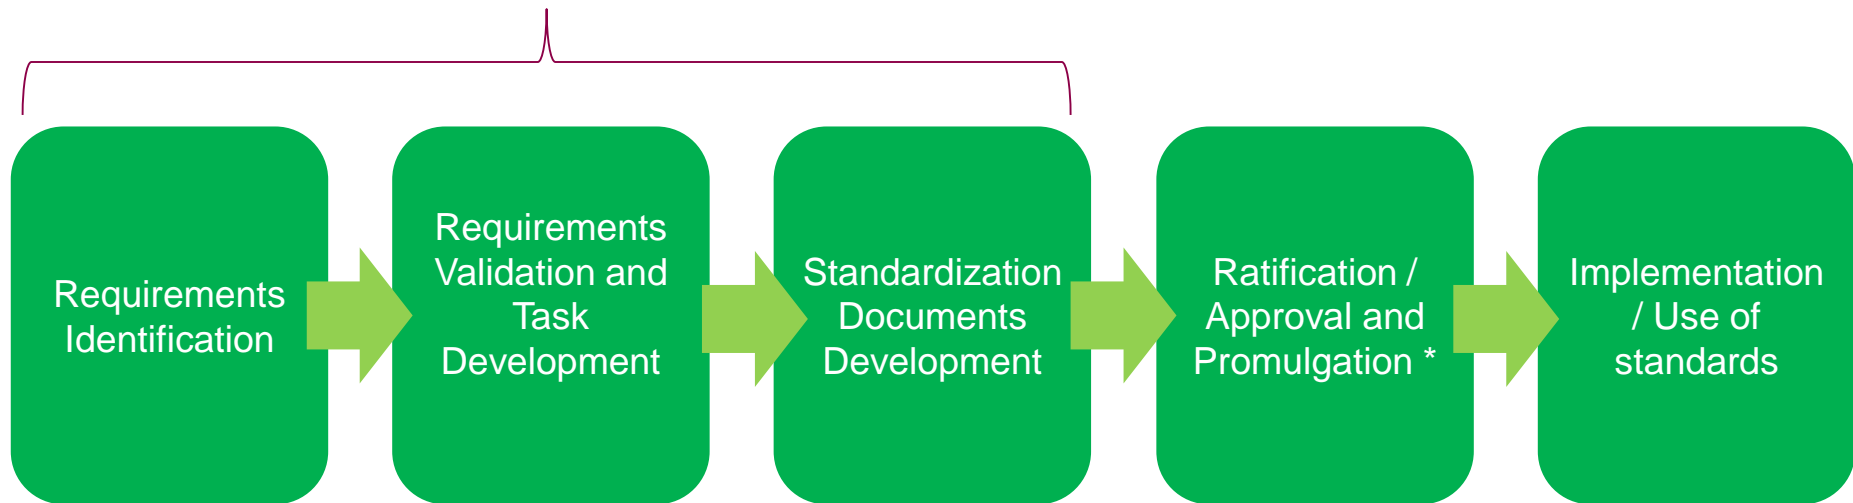 Requirements
Identification
Requirements
Validation and
Task
Development
Standardization
Documents
Development
Ratification /
Approval and
Promulgation *
Implementation
/ Use of
standards